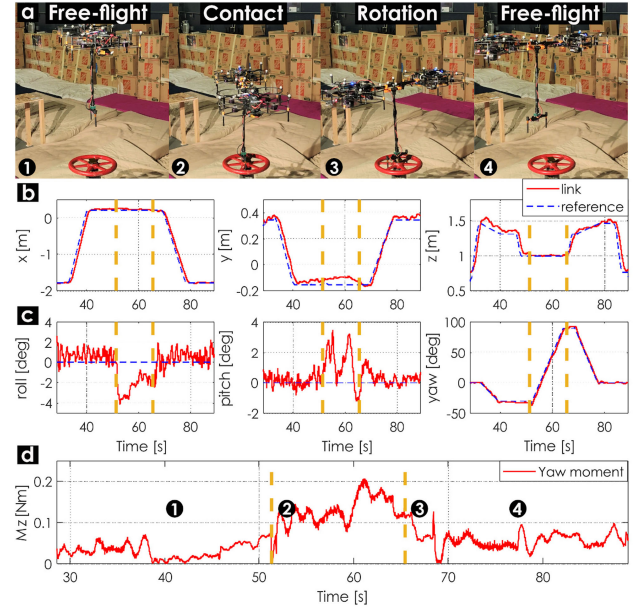 a Free-flight Contact Rotation Free-flight
1 2 3 4
b
link
reference
x [m]
0
-1
-2
40 60 80
y [m]
0.4
0.2
0
-0.2
40 60 80
z [m]
1.5
1
0.5
40 60 80
c
roll [deg]
4
2
0
-2
-4
40 60 80
Time [s]
pitch [deg]
4
2
0
-2
40 60 80
Time [s]
yaw [deg]
100
50
0
-50
40 60 80
Time [s]
d
Yaw moment
Mz [Nm]
0.2
0.1
0
1 2 3 4
30 40 50 60 70 80
Time [s]